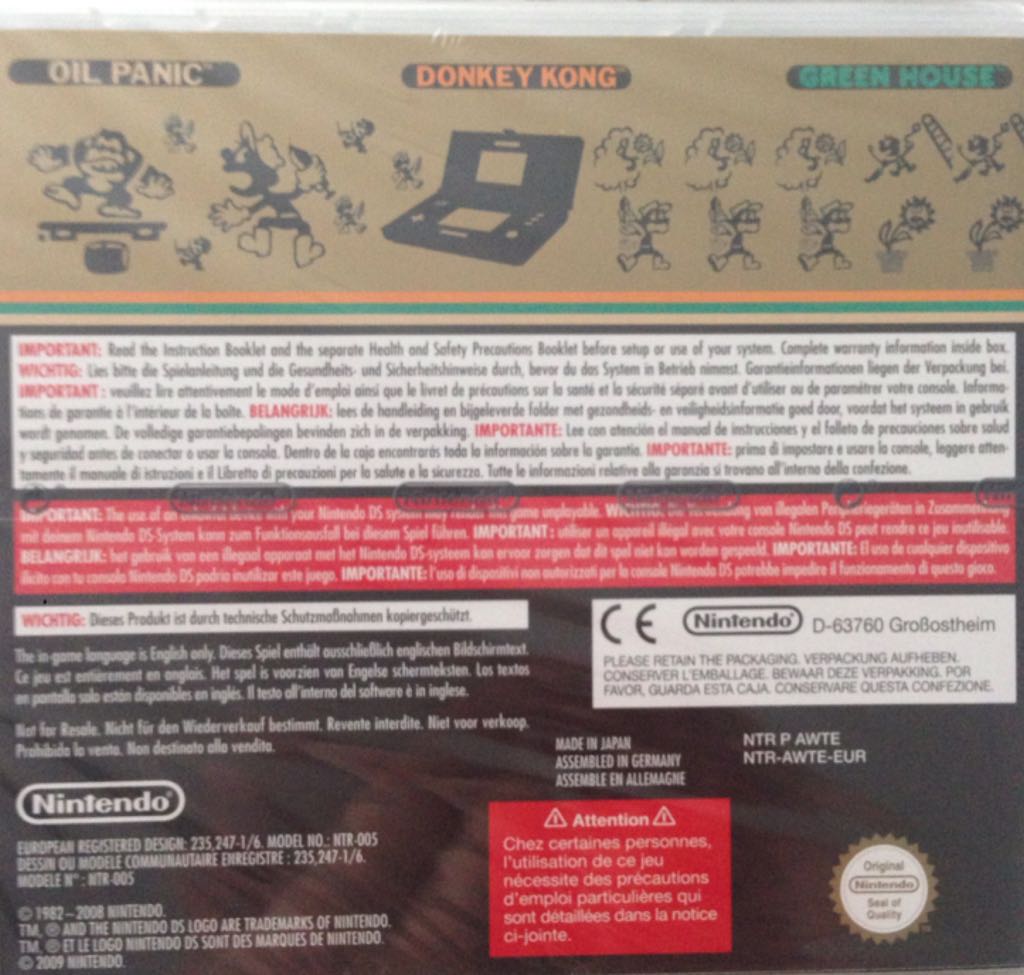 OIL PANIC™
DONKEY KONG™
GREEN HOUSE™
IMPORTANT: Read the Instruction Booklet and the separate Health and Safety Precautions Booklet before setup or use of your system. Complete warranty information inside box.
WICHTIG: Lies bitte die Spielanleitung und die Gesundheits- und Sicherheitshinweise durch, bevor du das System in Betrieb nimmst. Garantieinformationen liegen der Verpackung bei.
IMPORTANT : veuillez lire attentivement le mode d'emploi ainsi que le livret de précautions sur la santé et la sécurité séparé avant d'utiliser ou de paramétrer votre console. Informa-
tions de garantie à l'intérieur de la boîte. BELANGRIJK: lees de handleiding en bijgeleverde folder met gezondheids- en veiligheidsinformatie goed door, voordat het systeem in gebruik
wordt genomen. De volledige garantiebepalingen bevinden zich in de verpakking. IMPORTANTE: Lee con atención el manual de instrucciones y el folleto de precauciones sobre salud
y seguridad antes de conectar o usar la consola. Dentro de la caja encontrarás toda la información sobre la garantía. IMPORTANTE: prima di impostare e usare la console, leggere atten-
tamente il manuale di istruzioni e il Libretto di precauzioni per la salute e la sicurezza. Tutte le informazioni relative alla garanzia si trovano all'interno della confezione.
Nintendo Nintendo Nintendo
IMPORTANT: The use of an your Nintendo DS unplayable. von illegalen in Zusammenhang
mit deinem Nintendo DS-System kann zum Funktionsausfall bei diesem Spiel führen. IMPORTANT : utiliser un appareil illégal avec votre console Nintendo DS peut rendre ce jeu inutilisable.
BELANGRIJK: het gebruik van een illegaal apparaat met het Nintendo DS-systeem kan ervoor zorgen dat dit spel niet kan worden gespeeld. IMPORTANTE: El uso de cualquier dispositivo
ilícito con tu consola Nintendo DS podría inutilizar este juego. IMPORTANTE: l'uso di dispositivi non autorizzati per la console Nintendo DS potrebbe impedire il funzionamento di questo gioco.
WICHTIG: Dieses Produkt ist durch technische Schutzmaßnahmen kopiergeschützt.
The in-game language is English only. Dieses Spiel enthält ausschließlich englischen Bildschirmtext.
Ce jeu est entièrement en anglais. Het spel is voorzien van Engelse schermteksten. Los textos
en pantalla solo están disponibles en inglés. Il testo all'interno del software è in inglese.
Not for Resale. Nicht für den Wiederverkauf bestimmt. Revente interdite. Niet voor verkoop.
Prohibida la venta. Non destinato alla vendita.
CE Nintendo® D-63760 Großostheim
PLEASE RETAIN THE PACKAGING. VERPACKUNG AUFHEBEN.
CONSERVER L'EMBALLAGE. BEWAAR DEZE VERPAKKING. POR
FAVOR, GUARDA ESTA CAJA. CONSERVARE QUESTA CONFEZIONE.
MADE IN JAPAN
ASSEMBLED IN GERMANY
ASSEMBLE EN ALLEMAGNE
NTR P AWTE
NTR-AWTE-EUR
Nintendo®
EUROPEAN REGISTERED DESIGN: 235,247-1/6. MODEL NO.: NTR-005
DESSIN OU MODELE COMMUNAUTAIRE ENREGISTRE : 235,247-1/6.
MODELE N° : NTR-005
© 1982–2008 NINTENDO.
TM, ® AND THE NINTENDO DS LOGO ARE TRADEMARKS OF NINTENDO.
TM, ® ET LE LOGO NINTENDO DS SONT DES MARQUES DE NINTENDO.
© 2009 NINTENDO.
⚠ Attention ⚠
Chez certaines personnes,
l'utilisation de ce jeu
nécessite des précautions
d'emploi particulières qui
sont détaillées dans la notice
ci-jointe.
Original
Nintendo
Seal of
Quality